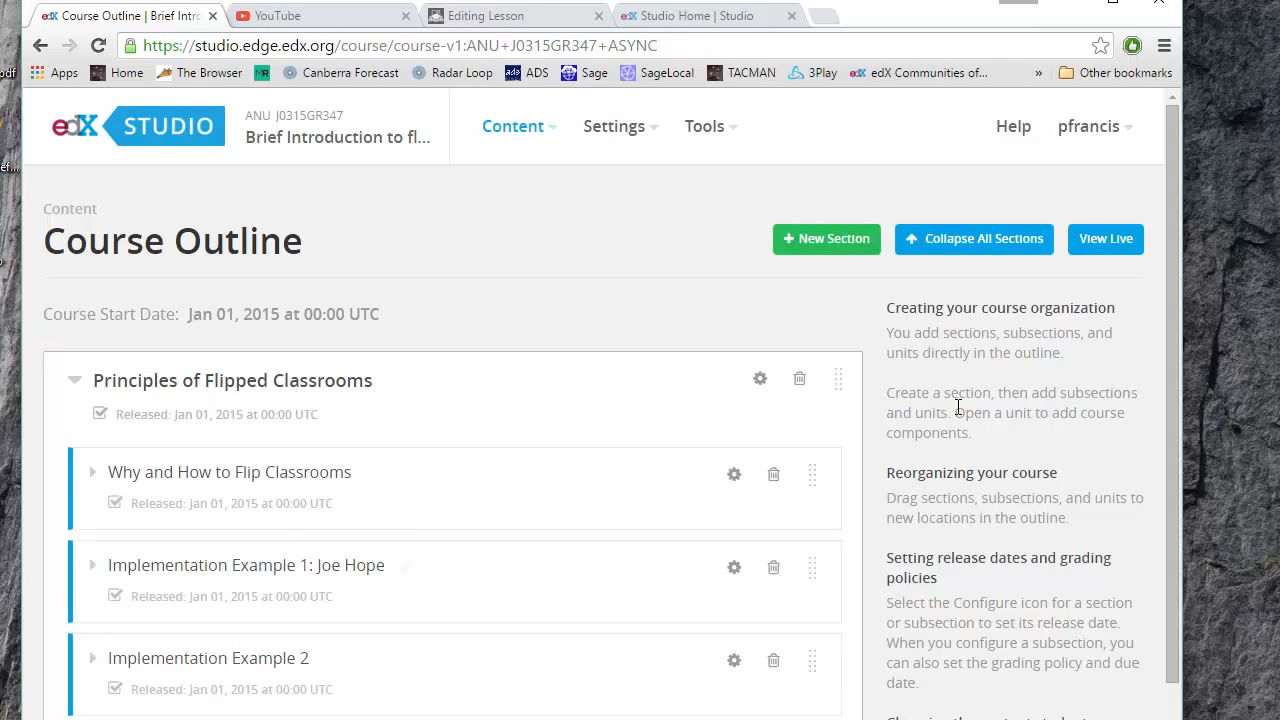 Course Outline | Brief Intro
YouTube
Editing Lesson
edX Studio Home | Studio
https://studio.edge.edx.org/course/course-v1:ANU+J0315GR347+ASYNC
Apps
Home
The Browser
MR
Canberra Forecast
Radar Loop
ADS
Sage
SageLocal
TACMAN
3Play
edX Communities of...
»
Other bookmarks
edX STUDIO
ANU J0315GR347
Brief Introduction to fl...
Content
Settings
Tools
Help
pfrancis
Content
Course Outline
+ New Section
Collapse All Sections
View Live
Course Start Date: Jan 01, 2015 at 00:00 UTC
Principles of Flipped Classrooms
Released: Jan 01, 2015 at 00:00 UTC
Why and How to Flip Classrooms
Released: Jan 01, 2015 at 00:00 UTC
Implementation Example 1: Joe Hope
Released: Jan 01, 2015 at 00:00 UTC
Implementation Example 2
Released: Jan 01, 2015 at 00:00 UTC
Creating your course organization
You add sections, subsections, and
units directly in the outline.
Create a section, then add subsections
and units. Open a unit to add course
components.
Reorganizing your course
Drag sections, subsections, and units to
new locations in the outline.
Setting release dates and grading
policies
Select the Configure icon for a section
or subsection to set its release date.
When you configure a subsection, you
can also set the grading policy and due
date.